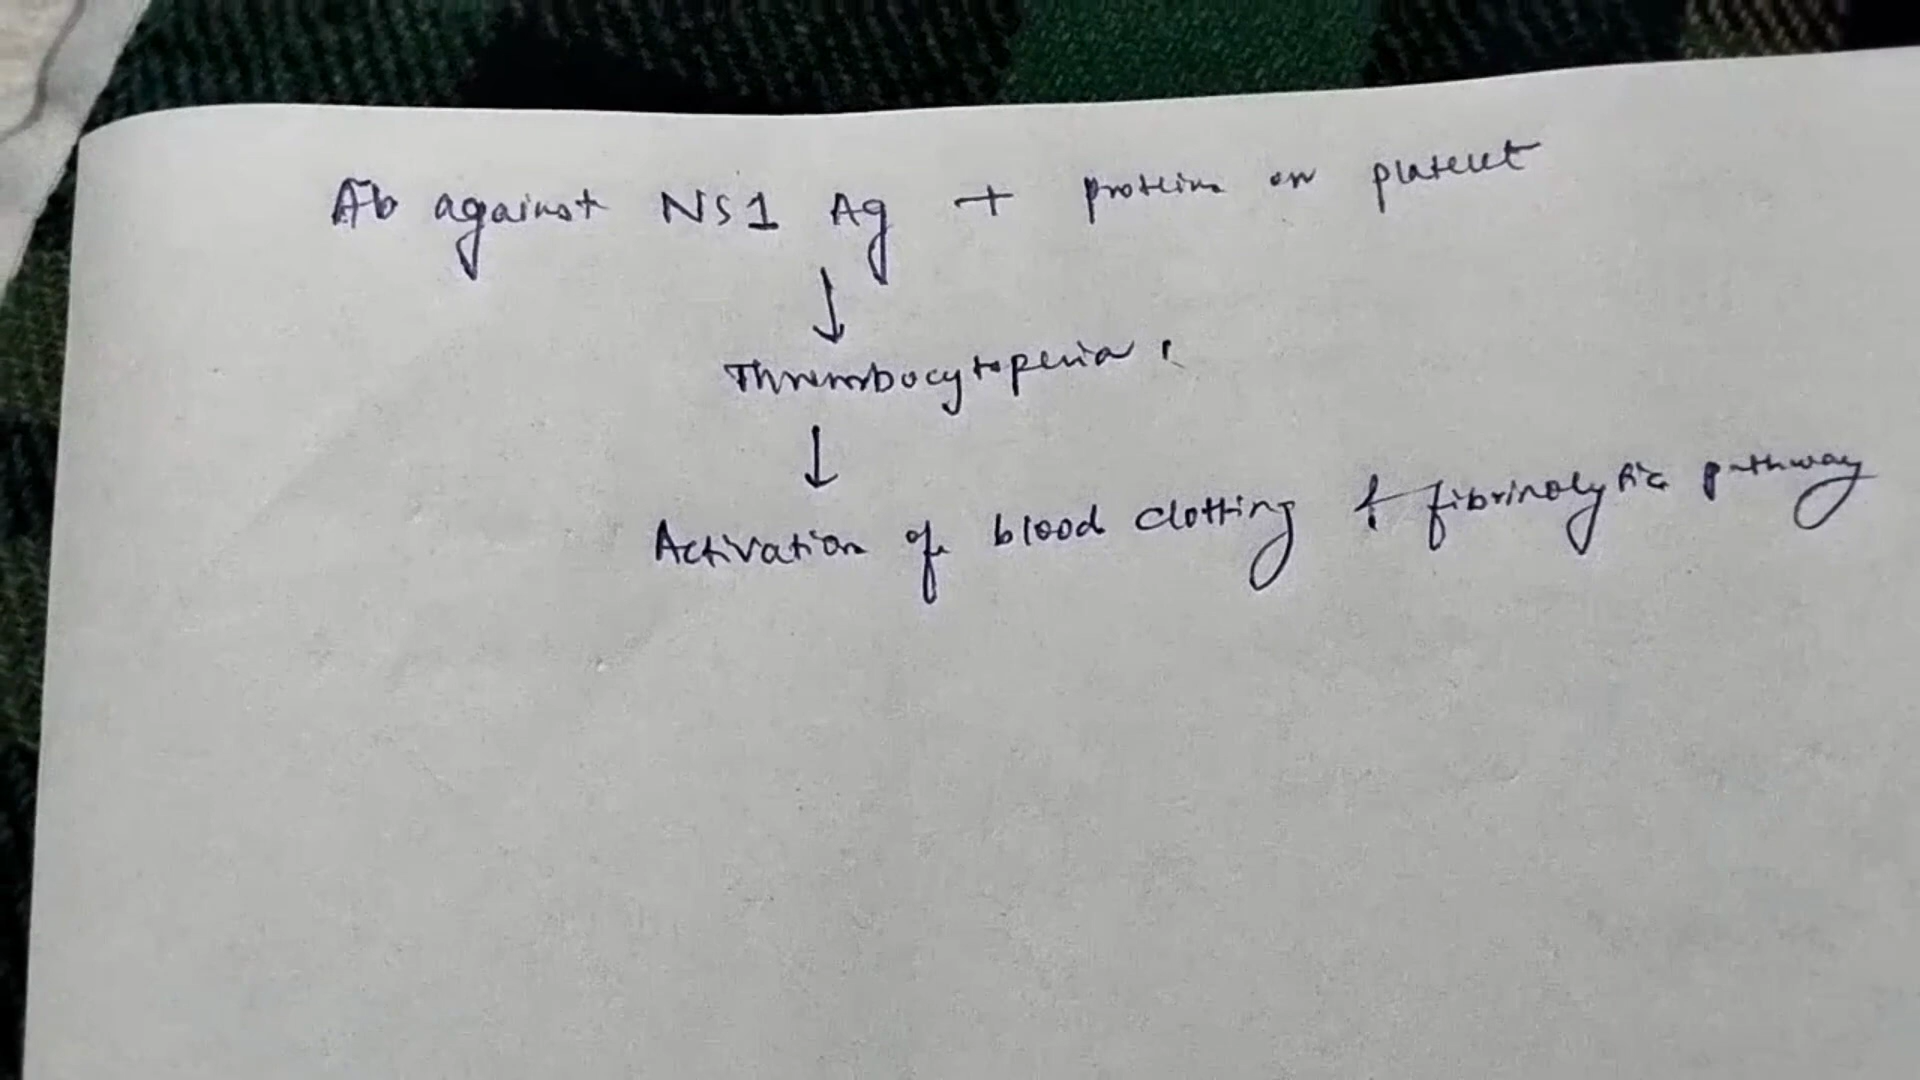 Ab against NS1 Ag + protein on platelet
↓
Thrombocytopenia.
↓
Activation of blood clotting & fibrinolytic pathway